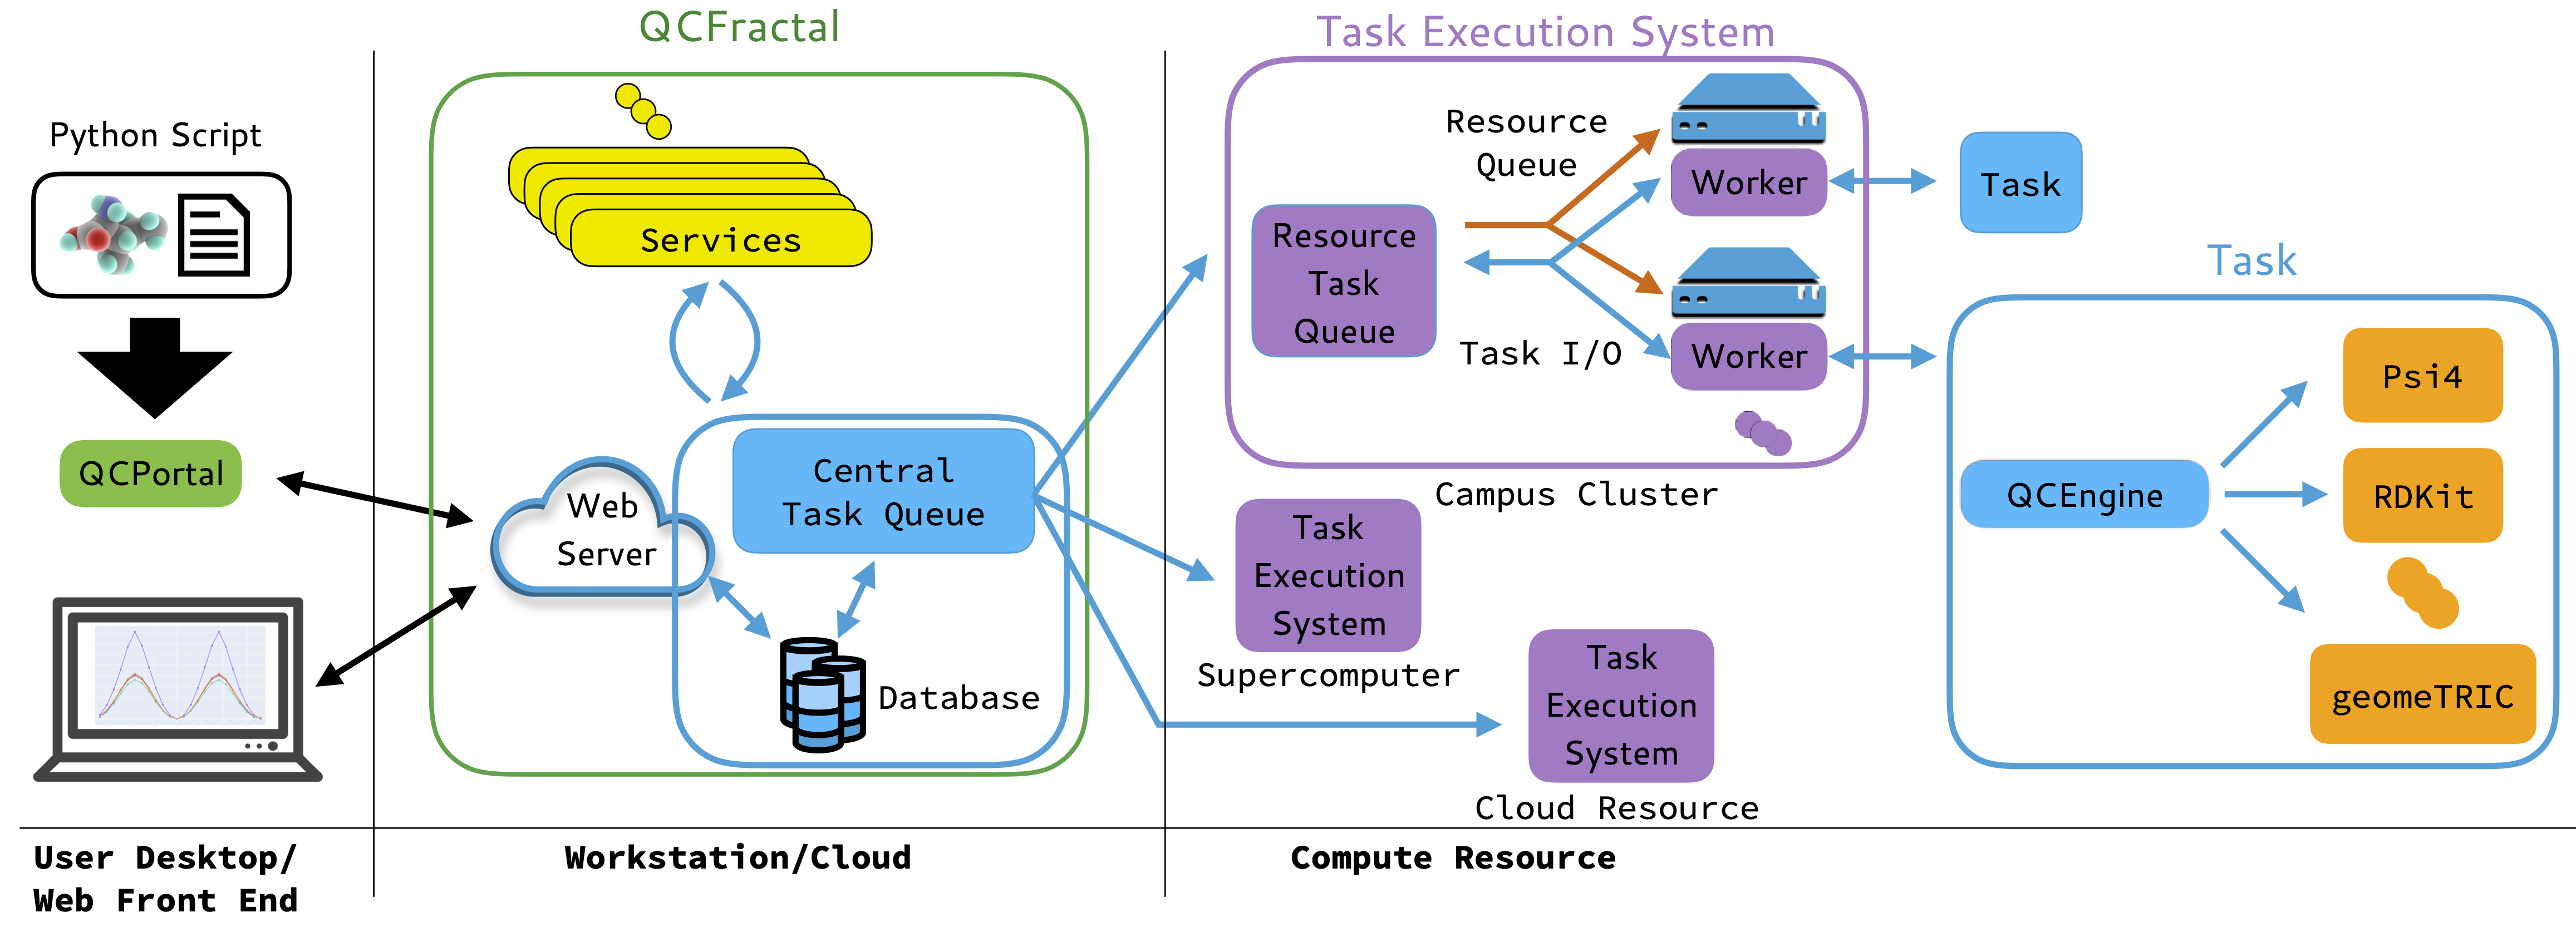 QCFractal
Task Execution System
Python Script
QCPortal
Services
Web
Server
Central
Task Queue
Database
Resource
Queue
Resource
Task
Queue
Task I/O
Worker
Worker
Campus Cluster
Task
Execution
System
Supercomputer
Task
Execution
System
Cloud Resource
Task
Task
QCEngine
Psi4
RDKit
geomeTRIC
User Desktop/
Web Front End
Workstation/Cloud
Compute Resource